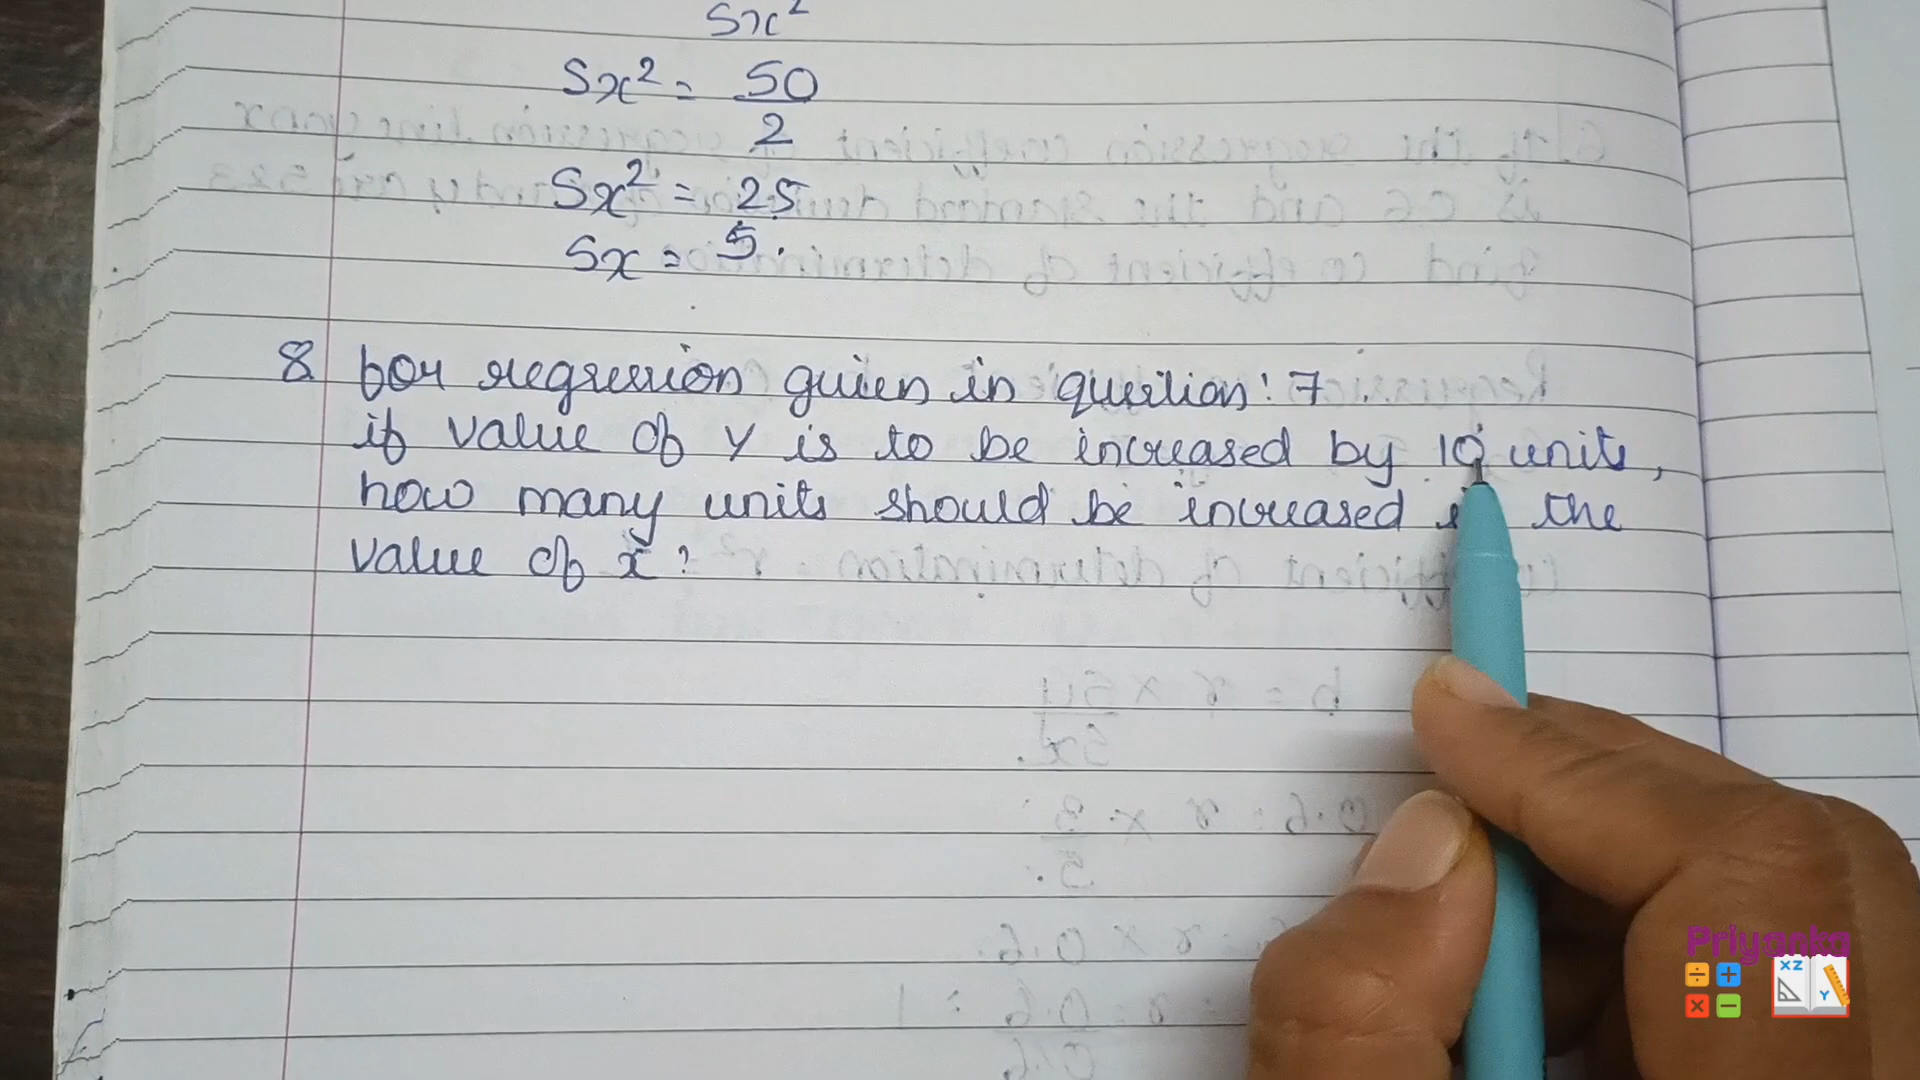 Sx²
Sx² = 50
2
Sx² = 25
Sx = 5.
8 for regression given in question: 7.
if value of Y is to be increased by 10 units,
how many units should be increased the
value of x?
Priyanka